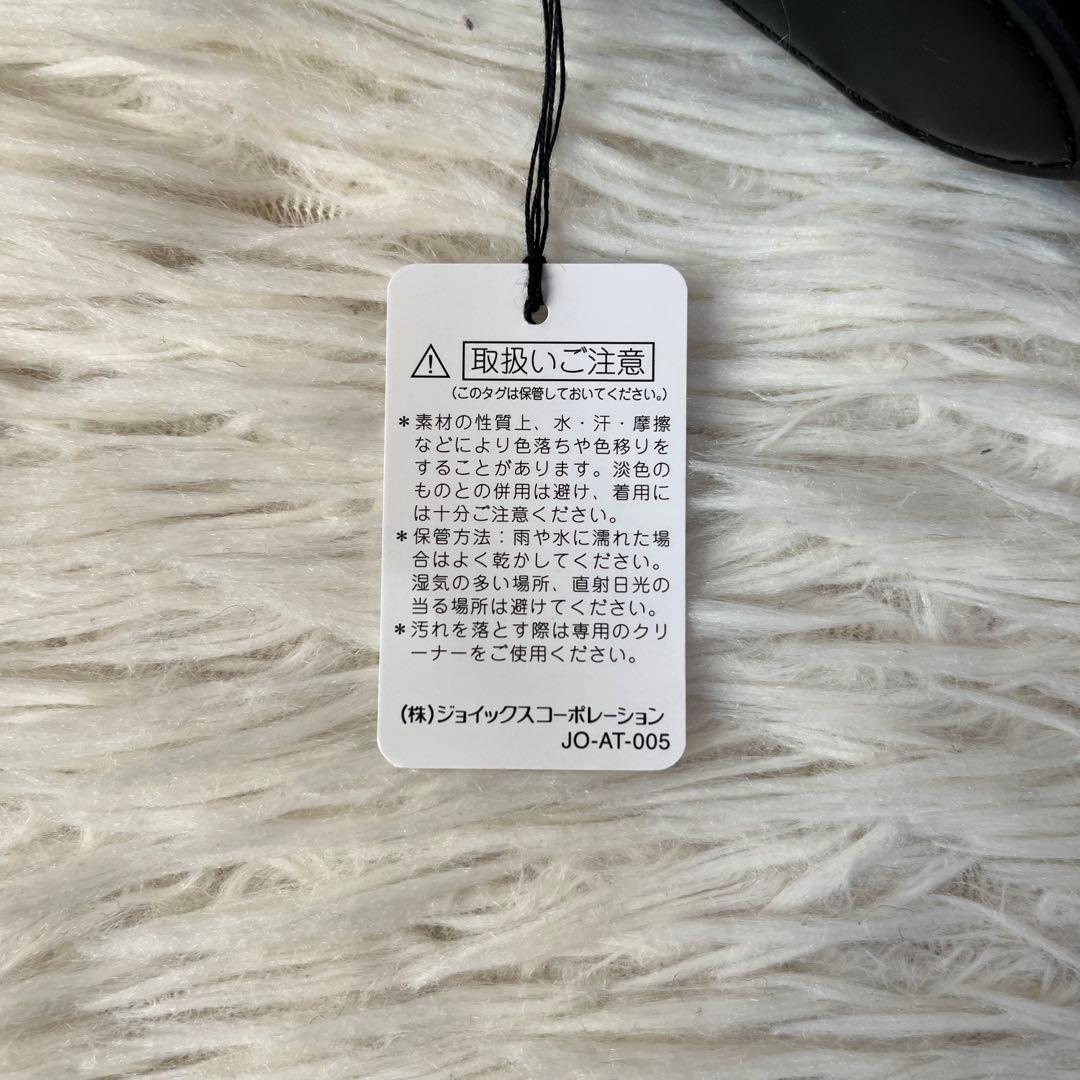 取扱いご注意
(このタグは保管しておいてください。)
＊素材の性質上、水・汗・摩擦
などにより色落ちや色移りを
することがあります。淡色の
ものとの併用は避け、着用に
は十分ご注意ください。
＊保管方法：雨や水に濡れた場
合はよく乾かしてください。
湿気の多い場所、直射日光の
当る場所は避けてください。
＊汚れを落とす際は専用のクリ
ーナーをご使用ください。
(株)ジョイックスコーポレーション
JO-AT-005